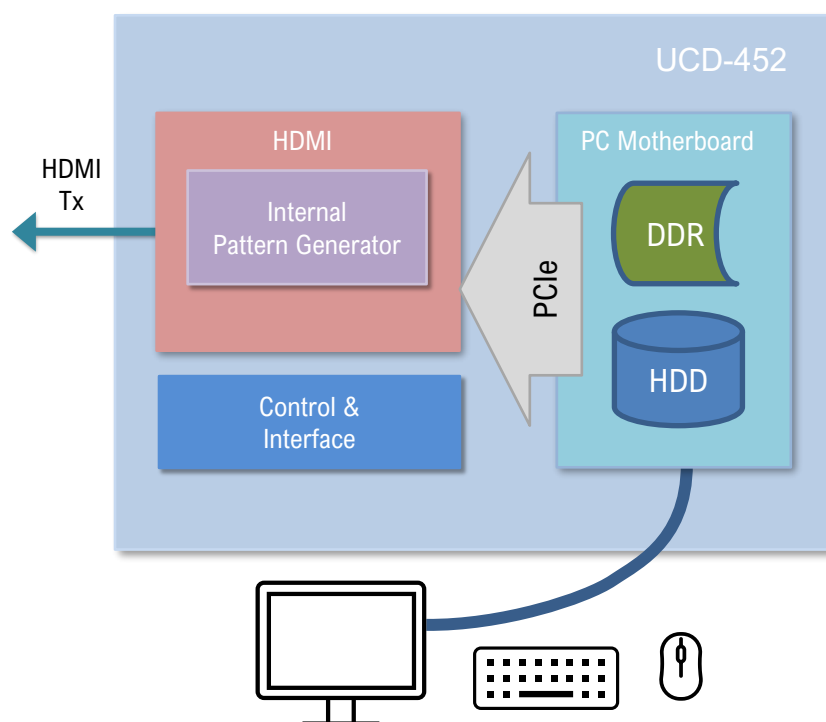 UCD-452
HDMI
Tx
HDMI
Internal
Pattern Generator
Control &
Interface
PCIe
PC Motherboard
DDR
HDD